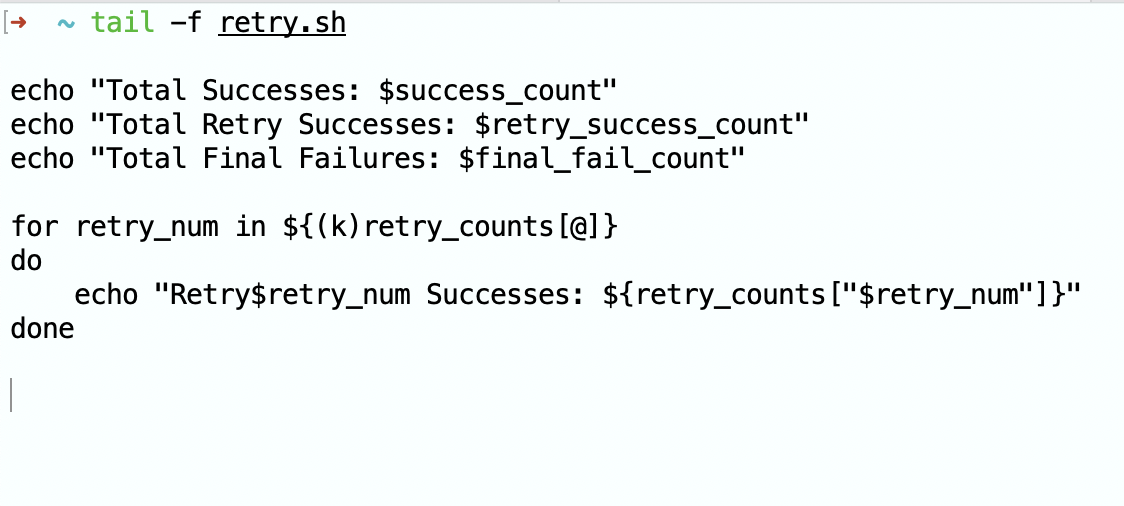 [→ ~ tail -f retry.sh
echo "Total Successes: $success_count"
echo "Total Retry Successes: $retry_success_count"
echo "Total Final Failures: $final_fail_count"
for retry_num in ${(k)retry_counts[@]}
do
    echo "Retry$retry_num Successes: ${retry_counts["$retry_num"]}"
done